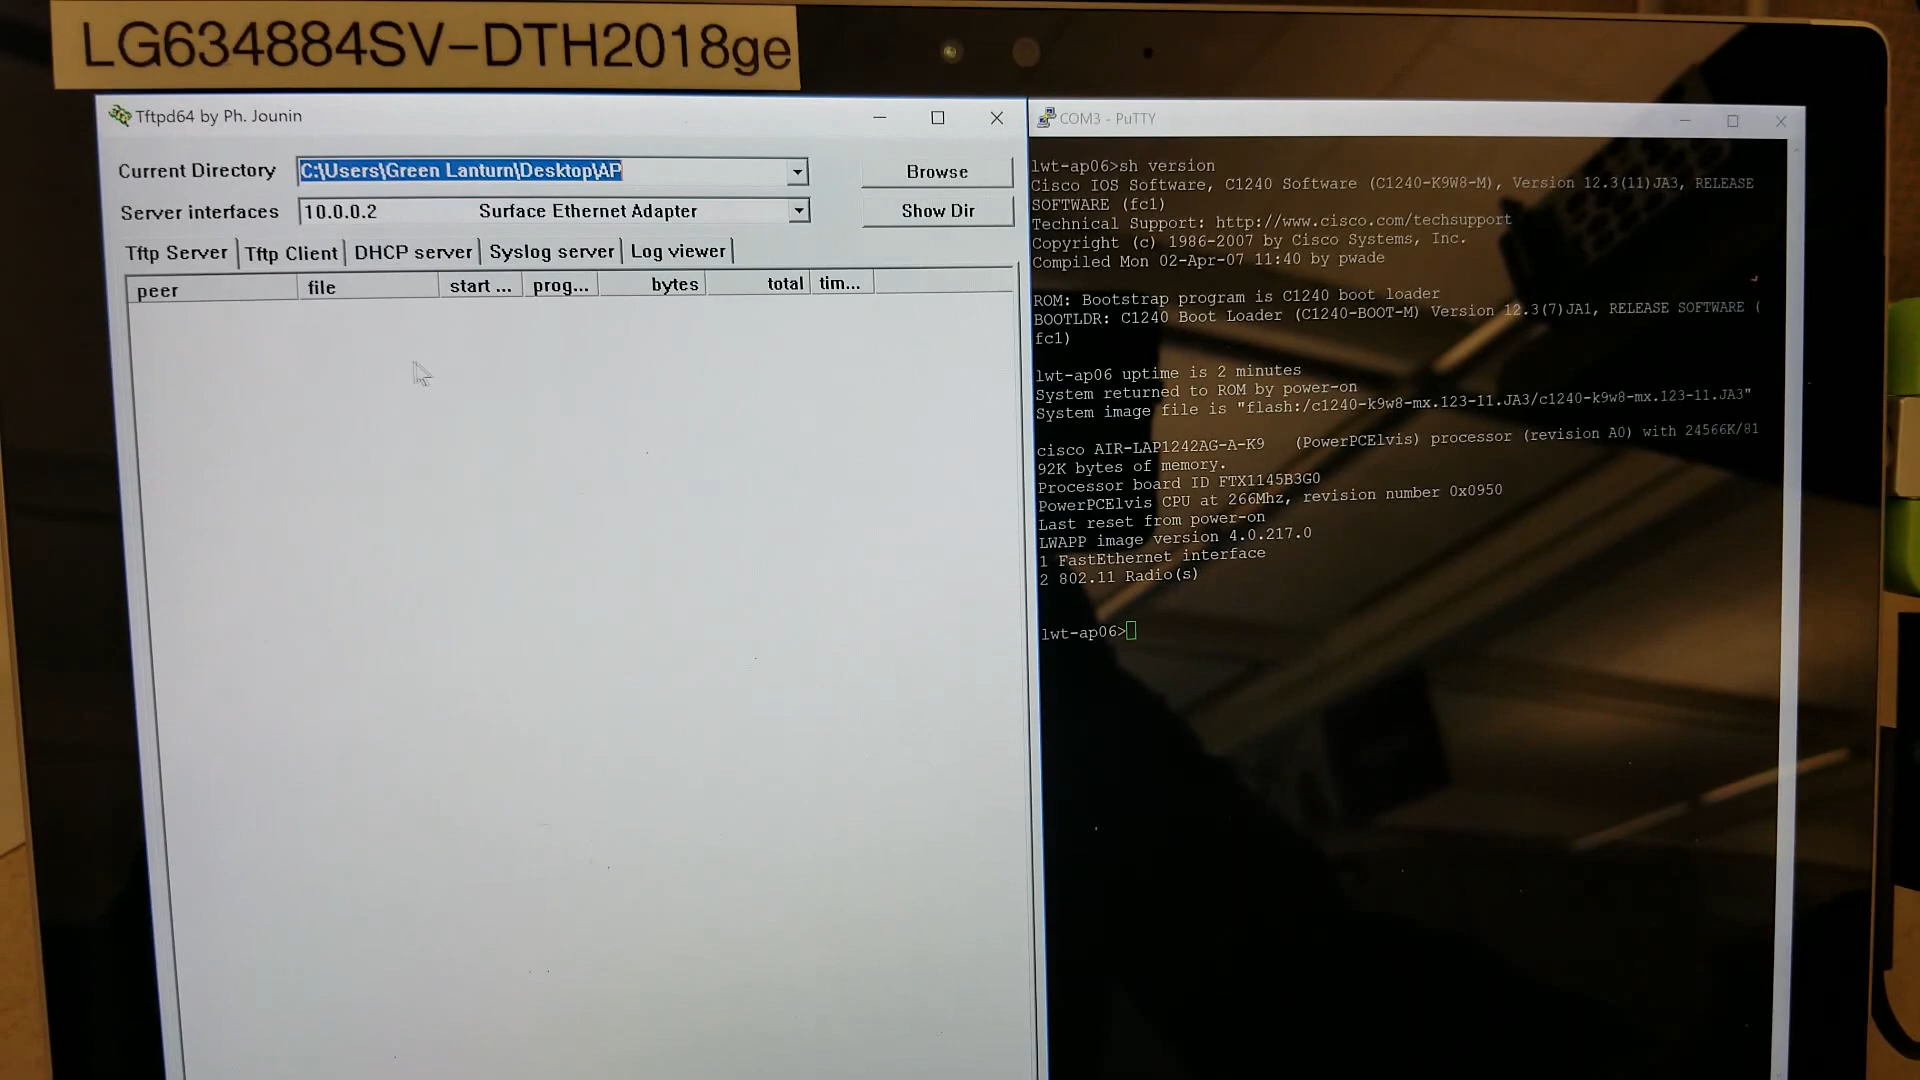 LG634884SV-DTH2018ge
Tftpd64 by Ph. Jounin
Current Directory C:\Users\Green Lanturn\Desktop\AP Browse
Server interfaces 10.0.0.2 Surface Ethernet Adapter Show Dir
Tftp Server Tftp Client DHCP server Syslog server Log viewer
peer file start ... prog... bytes total tim...
COM3 - PuTTY
lwt-ap06>sh version
Cisco IOS Software, C1240 Software (C1240-K9W8-M), Version 12.3(11)JA3, RELEASE
SOFTWARE (fc1)
Technical Support: http://www.cisco.com/techsupport
Copyright (c) 1986-2007 by Cisco Systems, Inc.
Compiled Mon 02-Apr-07 11:40 by pwade
ROM: Bootstrap program is C1240 boot loader
BOOTLDR: C1240 Boot Loader (C1240-BOOT-M) Version 12.3(7)JA1, RELEASE SOFTWARE (
fc1)
lwt-ap06 uptime is 2 minutes
System returned to ROM by power-on
System image file is "flash:/c1240-k9w8-mx.123-11.JA3/c1240-k9w8-mx.123-11.JA3"
cisco AIR-LAP1242AG-A-K9 (PowerPCElvis) processor (revision A0) with 24566K/81
92K bytes of memory.
Processor board ID FTX1145B3G0
PowerPCElvis CPU at 266Mhz, revision number 0x0950
Last reset from power-on
LWAPP image version 4.0.217.0
1 FastEthernet interface
2 802.11 Radio(s)
lwt-ap06>